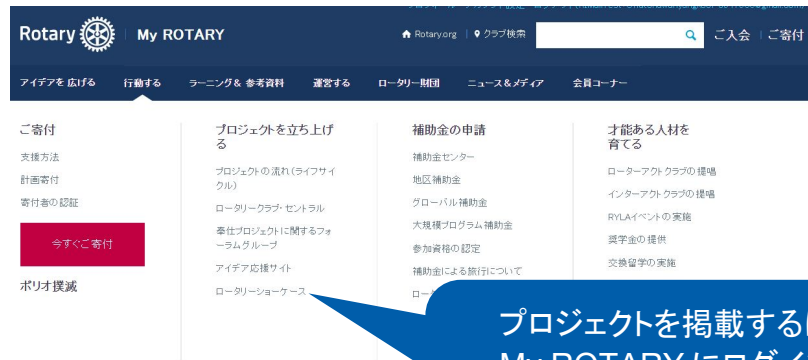 Rotary
My ROTARY
Rotary.org
クラブ検索
ご入会
ご寄付
アイデアを広げる
行動する
ラーニング& 参考資料
運営する
ロータリー財団
ニュース&メディア
会員コーナー
ご寄付
支援方法
計画寄付
寄付者の認証
今すぐご寄付
ポリオ撲滅
プロジェクトを立ち上げ
る
プロジェクトの流れ(ライフサイ
クル)
ロータリークラブ・セントラル
奉仕プロジェクトに関するフォ
ーラムグループ
アイデア応援サイト
ロータリーショーケース
補助金の申請
補助金センター
地区補助金
グローバル補助金
大規模プログラム補助金
参加資格の認定
補助金による旅行について
才能ある人材を
育てる
ローターアクトクラブの提唱
インターアクトクラブの提唱
RYLAイベントの実施
奨学金の提供
交換留学の実施
プロジェクトを掲載する
My ROTARY にログ